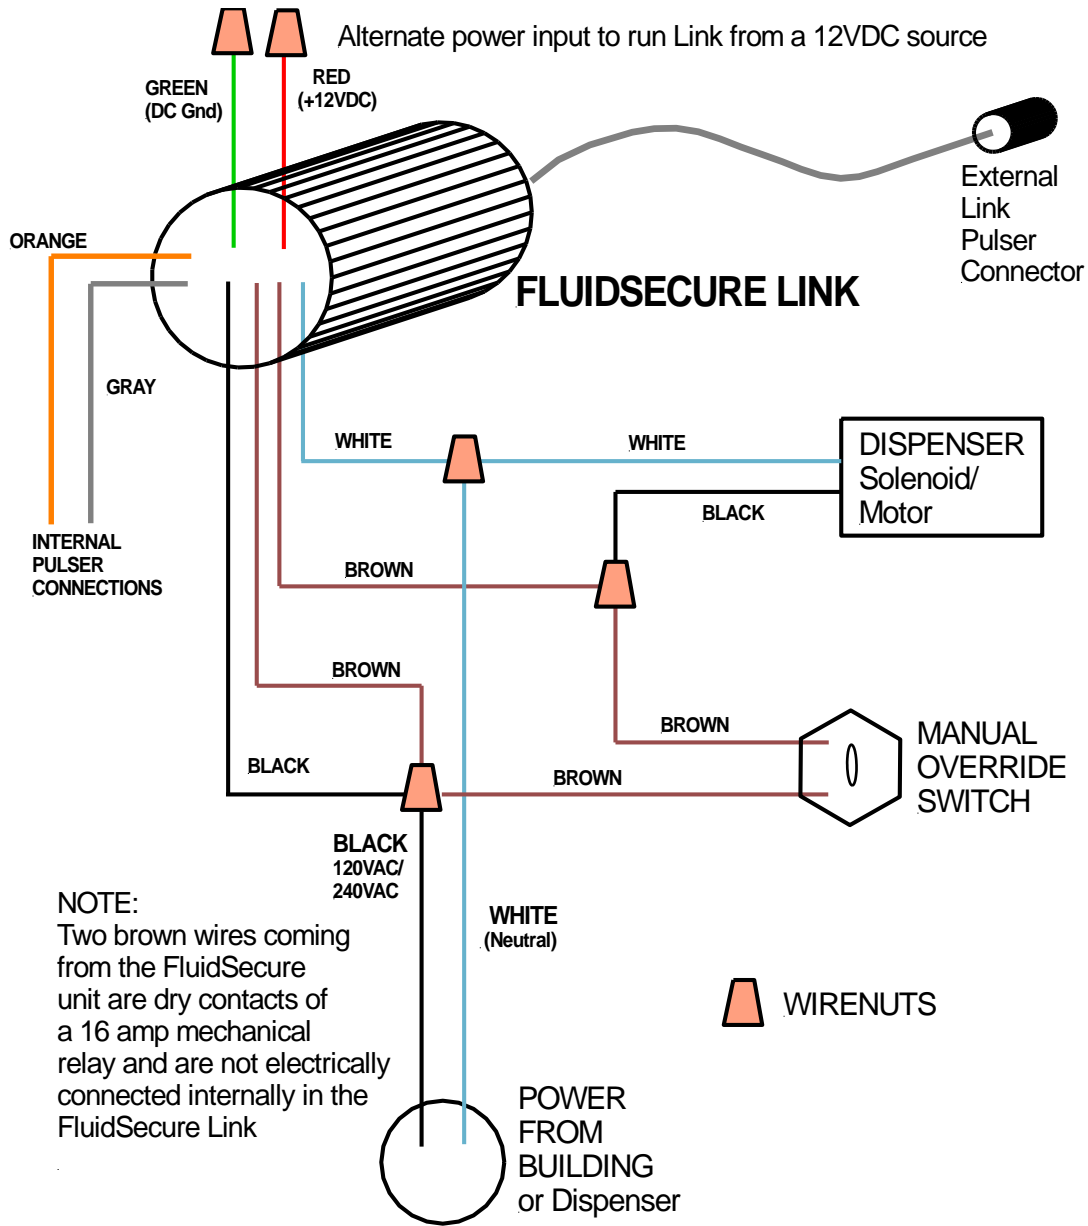 Alternate power input to run Link from a 12VDC source
GREEN
(DC Gnd)
RED
(+12VDC)
External
Link
Pulser
Connector
ORANGE
FLUIDSECURE LINK
GRAY
WHITE
WHITE
DISPENSER
Solenoid/
Motor
BLACK
INTERNAL
PULSER
CONNECTIONS
BROWN
BROWN
BROWN
MANUAL
OVERRIDE
SWITCH
BLACK
BROWN
BLACK
120VAC/
240VAC
WHITE
(Neutral)
NOTE:
Two brown wires coming
from the FluidSecure
unit are dry contacts of
a 16 amp mechanical
relay and are not electrically
connected internally in the
FluidSecure Link
WIRENUTS
POWER
FROM
BUILDING
or Dispenser